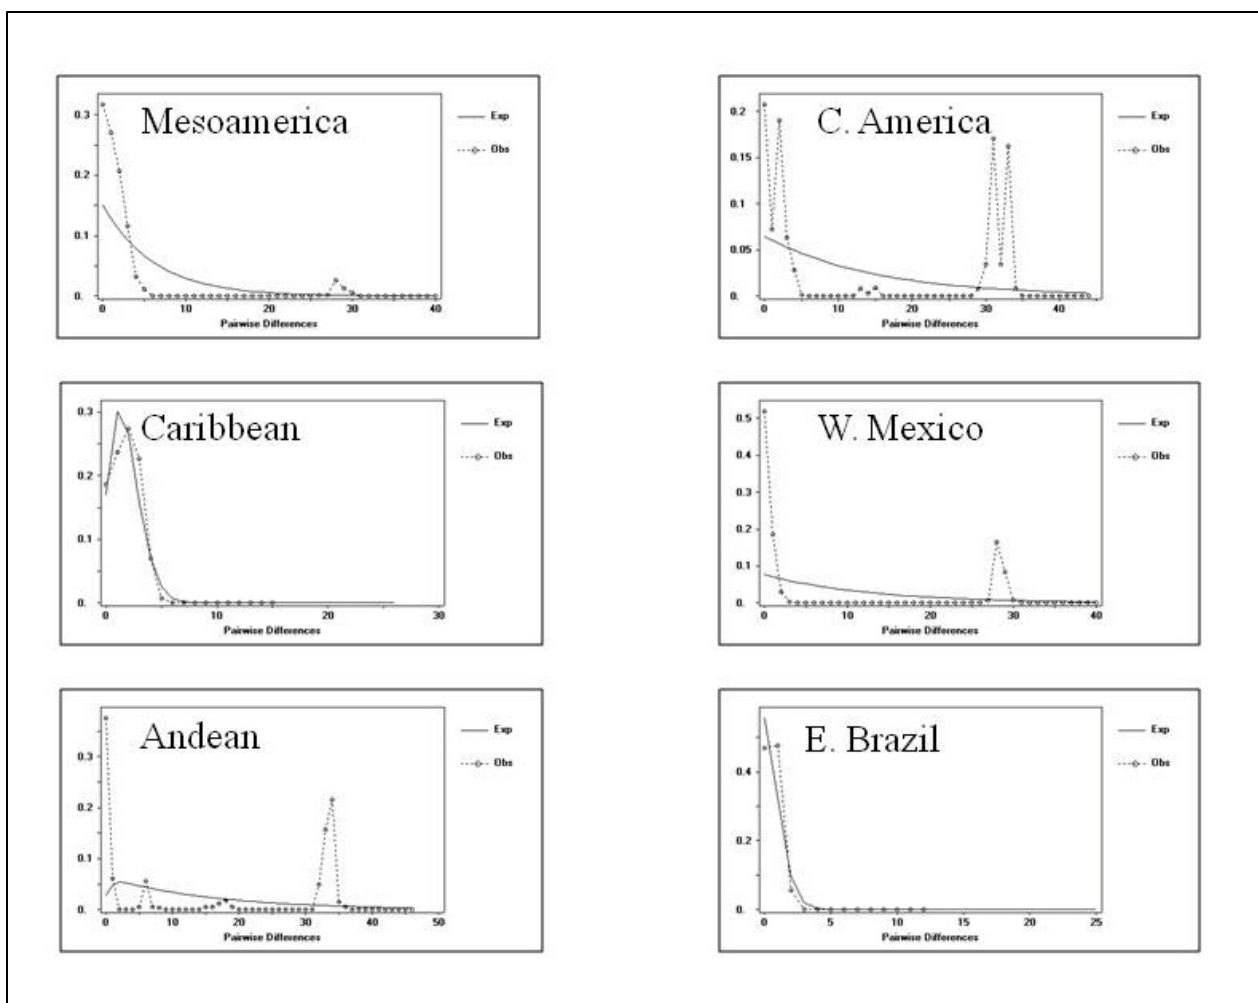 Mesoamerica
0.3
0.2
0.1
0.
0 10 20 30 40
Pairwise Differences
Exp
Obs
C. America
0.2
0.15
0.1
0.05
0.
0 10 20 30 40
Pairwise Differences
Exp
Obs
Caribbean
0.3
0.2
0.1
0.
0 10 20 30
Pairwise Differences
Exp
Obs
W. Mexico
0.5
0.4
0.3
0.2
0.1
0.
0 10 20 30 40
Pairwise Differences
Exp
Obs
Andean
0.3
0.2
0.1
0.
0 10 20 30 40 50
Pairwise Differences
Exp
Obs
E. Brazil
0.4
0.2
0.
0 5 10 15 20 25
Pairwise Differences
Exp
Obs